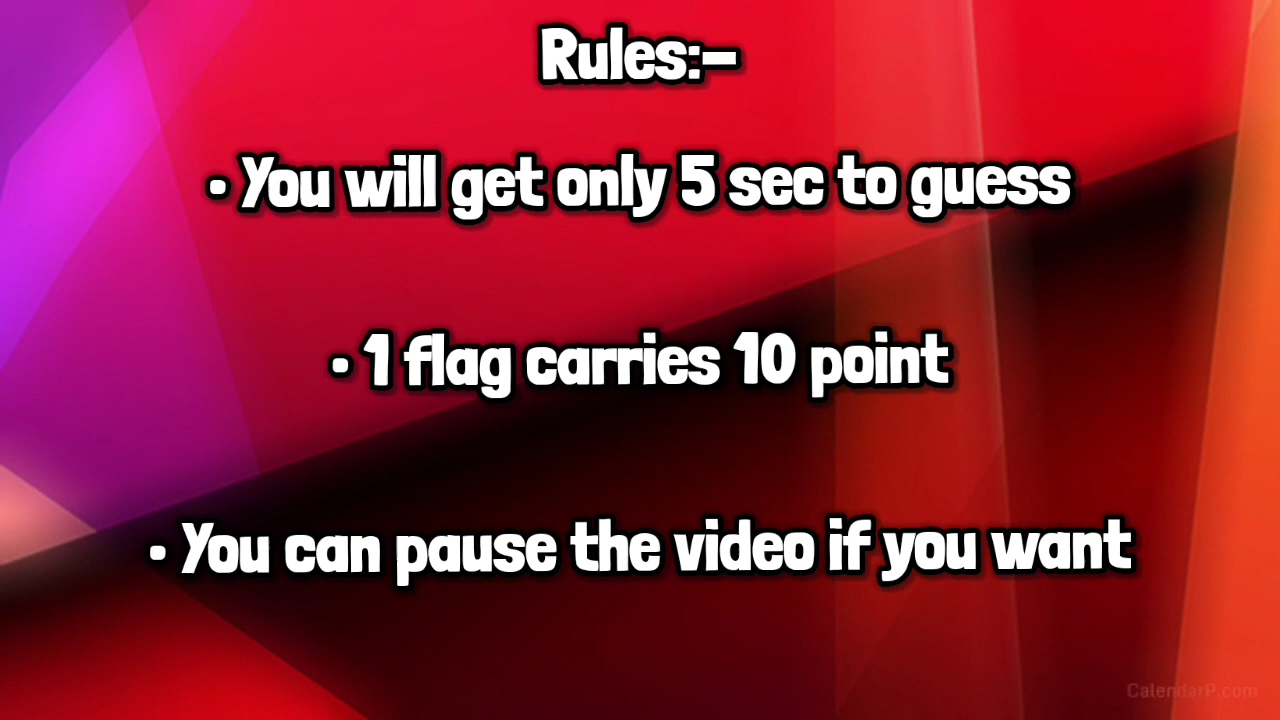 Rules:-
• You will get only 5 sec to guess
• 1 flag carries 10 point
• You can pause the video if you want
CalendarP.com